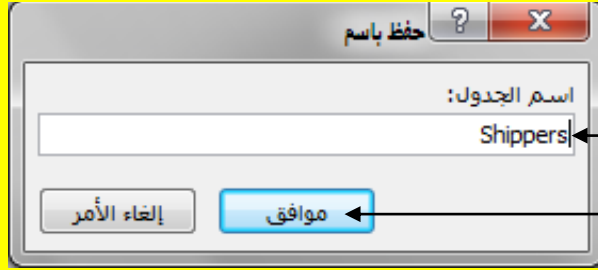 حفظ باسم
اسم الجدول:
Shippers
موافق
إلغاء الأمر